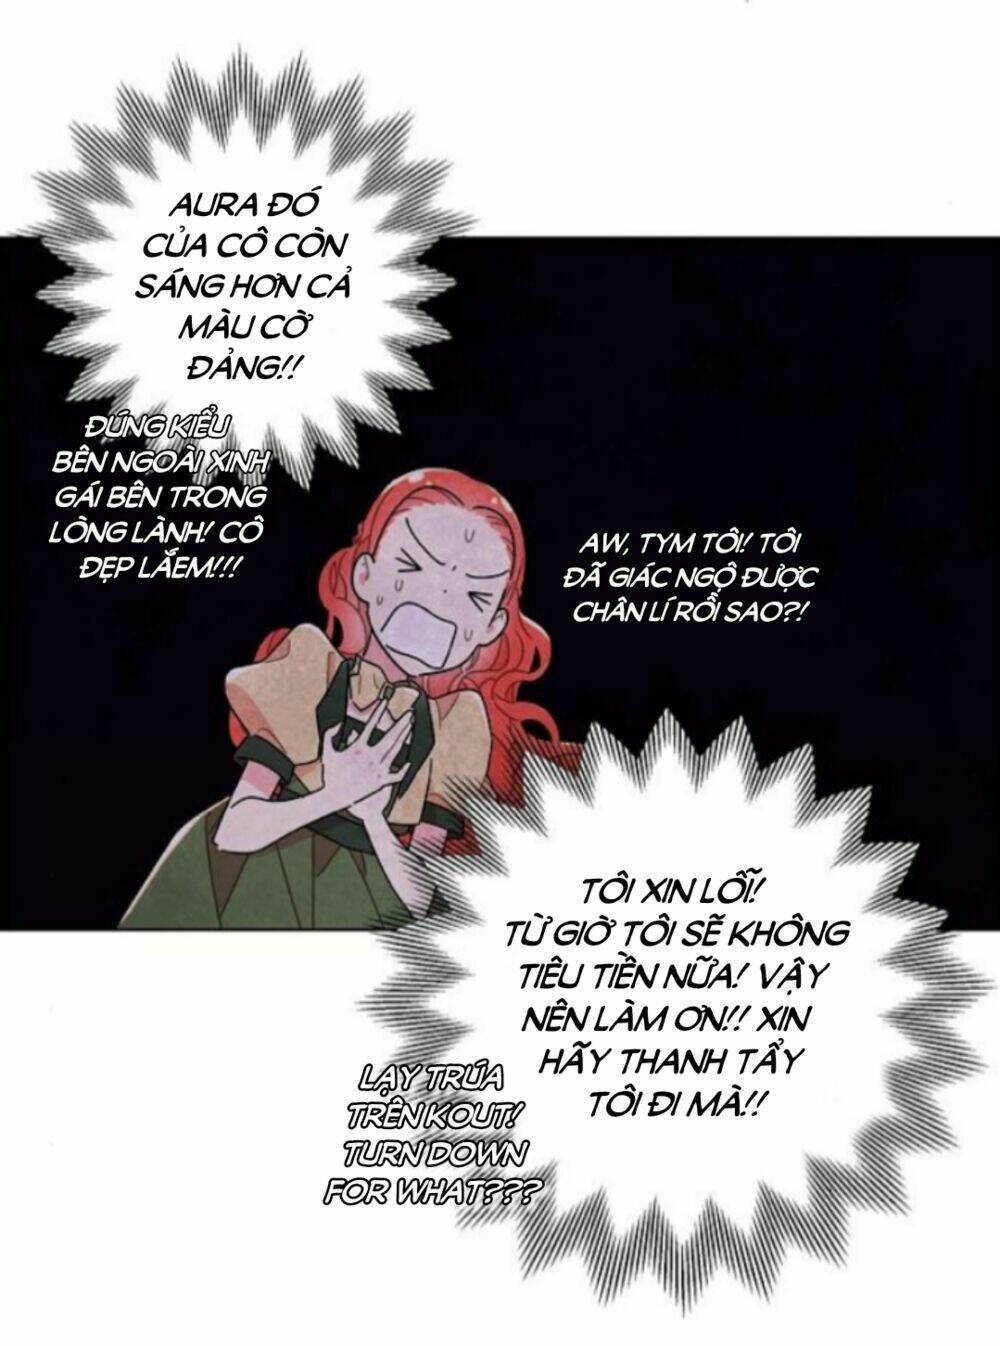 AURA ĐÓ
CỦA CÔ CÒN
SÁNG HƠN CẢ
MÀU CỜ
ĐẢNG!!
ĐÚNG KIỂU
BÊN NGOÀI XINH
GÁI BÊN TRONG
LÒNG LÀNH! CÔ
ĐẸP LẮEM!!!
AW, TYM TÔI! TÔI
ĐÃ GIÁC NGỘ ĐƯỢC
CHÂN LÍ RỒI SAO?!
TÔI XIN LỖI!
TỪ GIỜ TÔI SẼ KHÔNG
TIÊU TIỀN NỮA! VẬY
NÊN LÀM ƠN!! XIN
HÃY THANH TẨY
TÔI ĐI MÀ!!
LẠY TRÚA
TRÊN KOUT!
TURN DOWN
FOR WHAT???